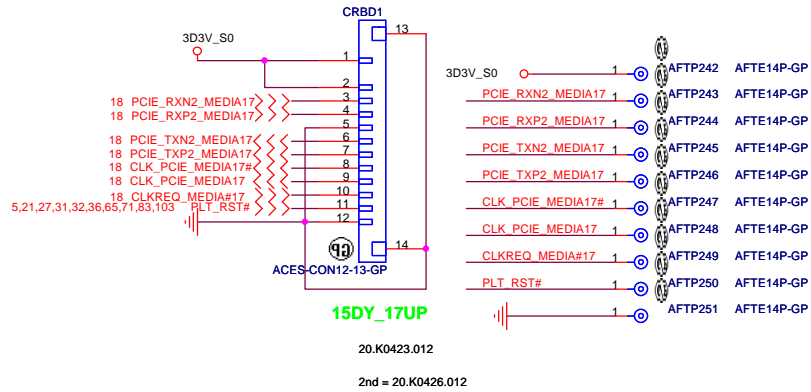 CRBD1
3D3V_S0
13
1
2
18 PCIE_RXN2_MEDIA17 3
18 PCIE_RXP2_MEDIA17 4
5
18 PCIE_TXN2_MEDIA17 6
18 PCIE_TXP2_MEDIA17 7
18 CLK_PCIE_MEDIA17# 8
18 CLK_PCIE_MEDIA17 9
18 CLKREQ_MEDIA#17 10
5,21,27,31,32,36,65,71,83,103 PLT_RST# 11
12
14
GP
ACES-CON12-13-GP
15DY_17UP
20.K0423.012
2nd = 20.K0426.012
3D3V_S0 1 AFTP242 AFTE14P-GP
PCIE_RXN2_MEDIA17 1 AFTP243 AFTE14P-GP
PCIE_RXP2_MEDIA17 1 AFTP244 AFTE14P-GP
PCIE_TXN2_MEDIA17 1 AFTP245 AFTE14P-GP
PCIE_TXP2_MEDIA17 1 AFTP246 AFTE14P-GP
CLK_PCIE_MEDIA17# 1 AFTP247 AFTE14P-GP
CLK_PCIE_MEDIA17 1 AFTP248 AFTE14P-GP
CLKREQ_MEDIA#17 1 AFTP249 AFTE14P-GP
PLT_RST# 1 AFTP250 AFTE14P-GP
1 AFTP251 AFTE14P-GP